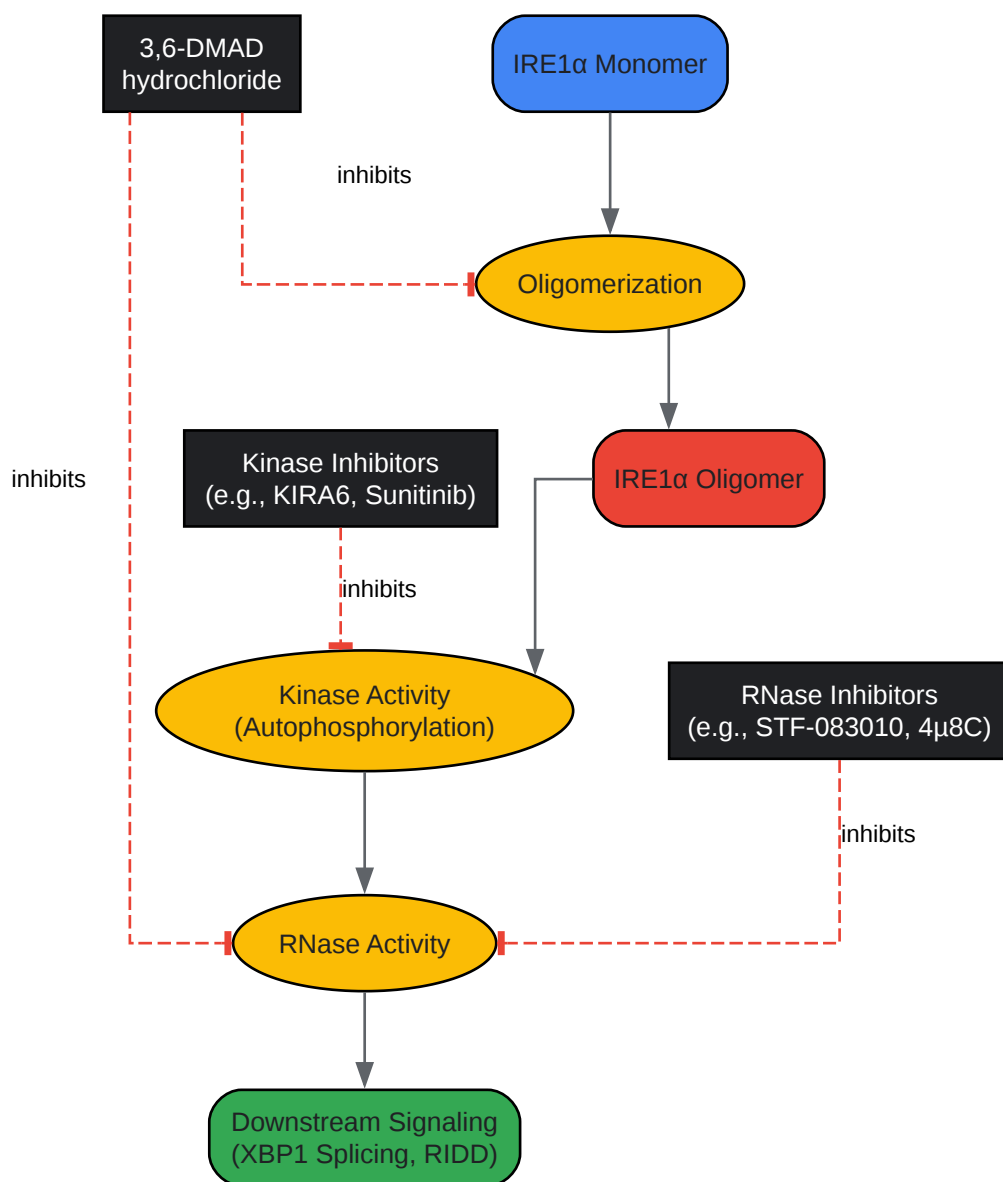 3,6-DMAD
hydrochloride
IRE1α Monomer
inhibits
Oligomerization
Kinase Inhibitors
(e.g., KIRA6, Sunitinib)
IRE1α Oligomer
inhibits
inhibits
Kinase Activity
(Autophosphorylation)
RNase Inhibitors
(e.g., STF-083010, 4μ8C)
inhibits
RNase Activity
Downstream Signaling
(XBP1 Splicing, RIDD)